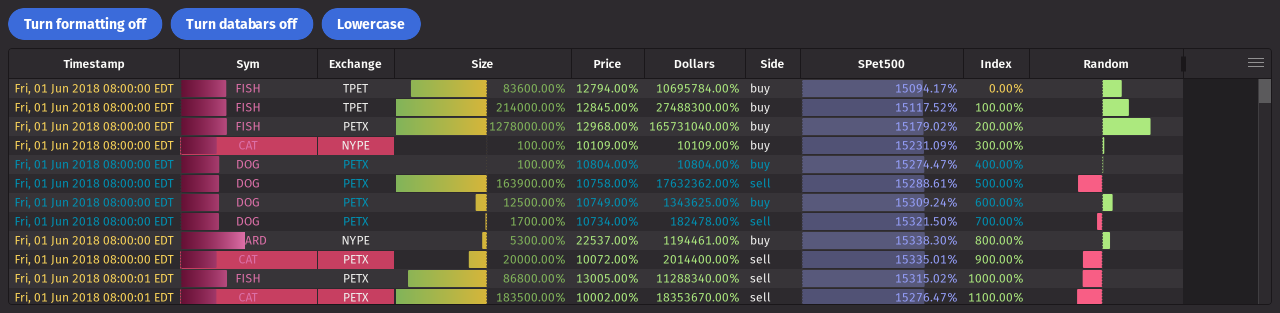 Turn formatting off Turn databars off Lowercase
Timestamp Sym Exchange Size Price Dollars Side SPet500 Index Random
Fri, 01 Jun 2018 08:00:00 EDT FISH TPET 83600.00% 12794.00% 10695784.00% buy 15094.17% 0.00%
Fri, 01 Jun 2018 08:00:00 EDT FISH TPET 214000.00% 12845.00% 27488300.00% buy 15117.52% 100.00%
Fri, 01 Jun 2018 08:00:00 EDT FISH PETX 1278000.00% 12968.00% 165731040.00% buy 15179.02% 200.00%
Fri, 01 Jun 2018 08:00:00 EDT CAT NYPE 100.00% 10109.00% 10109.00% buy 15231.09% 300.00%
Fri, 01 Jun 2018 08:00:00 EDT DOG PETX 100.00% 10804.00% 10804.00% buy 15274.47% 400.00%
Fri, 01 Jun 2018 08:00:00 EDT DOG PETX 163900.00% 10758.00% 17632362.00% sell 15288.61% 500.00%
Fri, 01 Jun 2018 08:00:00 EDT DOG PETX 12500.00% 10749.00% 1343625.00% buy 15309.24% 600.00%
Fri, 01 Jun 2018 08:00:00 EDT DOG PETX 1700.00% 10734.00% 182478.00% sell 15321.50% 700.00%
Fri, 01 Jun 2018 08:00:00 EDT ARD NYPE 5300.00% 22537.00% 1194461.00% buy 15338.30% 800.00%
Fri, 01 Jun 2018 08:00:00 EDT CAT PETX 20000.00% 10072.00% 2014400.00% sell 15335.01% 900.00%
Fri, 01 Jun 2018 08:00:01 EDT FISH PETX 86800.00% 13005.00% 11288340.00% sell 15315.02% 1000.00%
Fri, 01 Jun 2018 08:00:01 EDT CAT PETX 183500.00% 10002.00% 18353670.00% sell 15276.47% 1100.00%